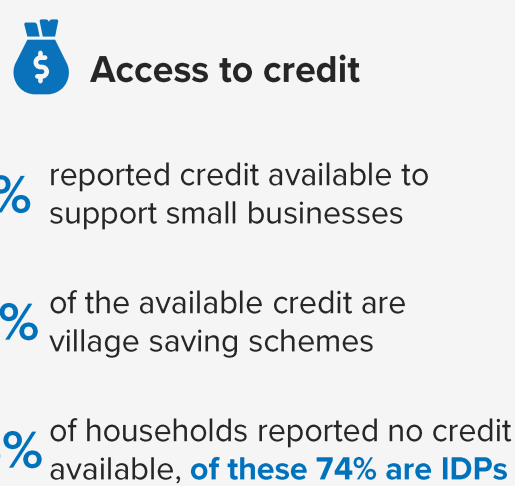 $
Access to credit
% reported credit available to
support small businesses
% of the available credit are
village saving schemes
% of households reported no credit
available, of these 74% are IDPs